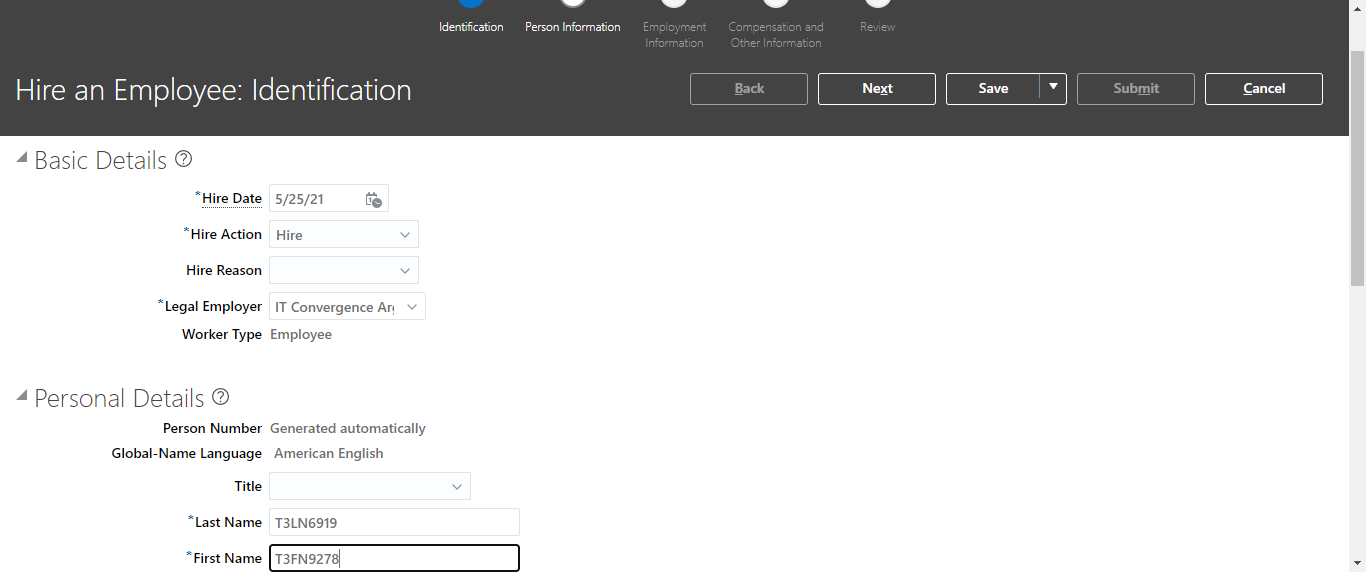 Identification
Person Information
Employment
Information
Compensation and
Other Information
Review
Hire an Employee: Identification
Back
Next
Save
Submit
Cancel
Basic Details
*Hire Date 5/25/21
*Hire Action Hire
Hire Reason
*Legal Employer IT Convergence Arg
Worker Type Employee
Personal Details
Person Number Generated automatically
Global-Name Language American English
Title
*Last Name T3LN6919
*First Name T3FN9278